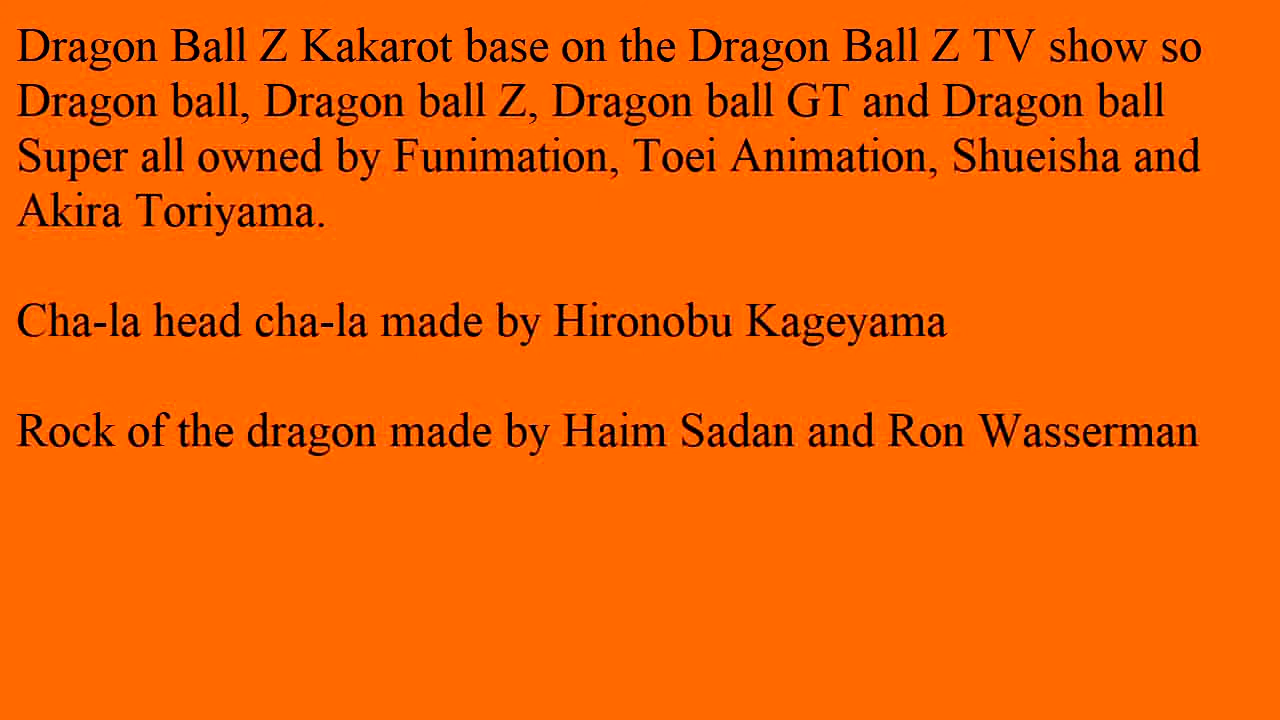 Dragon Ball Z Kakarot base on the Dragon Ball Z TV show so
Dragon ball, Dragon ball Z, Dragon ball GT and Dragon ball
Super all owned by Funimation, Toei Animation, Shueisha and
Akira Toriyama.
Cha-la head cha-la made by Hironobu Kageyama
Rock of the dragon made by Haim Sadan and Ron Wasserman